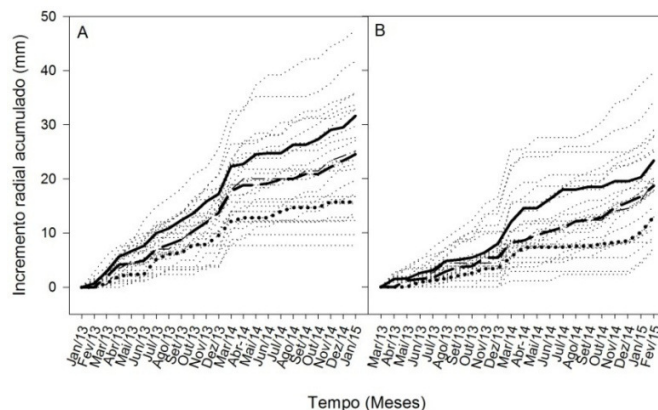 Incremento radial acumulado (mm)
50
40
30
20
10
0
A
B
Jan/13
Fev/13
Mar/13
Abr/13
Mai/13
Jun/13
Jul/13
Ago/13
Set/13
Out/13
Nov/13
Dez/13
Mar/14
Abr-14
Mai/14
Jun/14
Jul/14
Ago/14
Set/14
Out/14
Nov/14
Dez/14
Jan/15
Mar/13
Abr/13
Mai/13
Jun/13
Jul/13
Ago/13
Set/13
Out/13
Nov/13
Dez/13
Mar/14
Abr-14
Mai/14
Jun/14
Jul/14
Ago/14
Set/14
Out/14
Nov/14
Dez/14
Jan/15
Fev/15
Tempo (Meses)